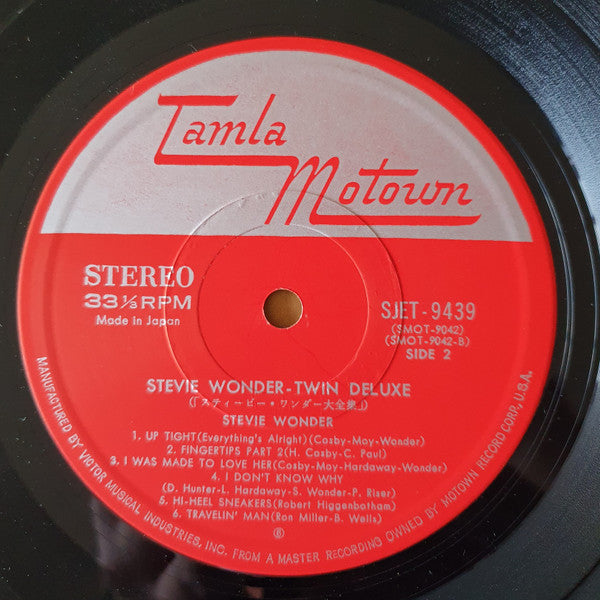 Tamla
Motown
STEREO
33⅓RPM
Made in Japan
SJET-9439
(SMOT-9042)
(SMOT-9042-B)
SIDE 2
STEVIE WONDER-TWIN DELUXE
(「スティービー・ワンダー大全集」)
STEVIE WONDER
1. UP TIGHT(Everything's Alright)(Cosby-Moy-Wonder)
2. FINGERTIPS PART 2(H. Cosby-C. Paul)
3. I WAS MADE TO LOVE HER(Cosby-Moy-Hardaway-Wonder)
4. I DON'T KNOW WHY
(D. Hunter-L. Hardaway-S. Wonder-P. Riser)
5. HI-HEEL SNEAKERS(Robert Higgenbotham)
6. TRAVELIN' MAN(Ron Miller-B. Wells)
MANUFACTURED BY VICTOR MUSICAL INDUSTRIES, INC. FROM A MASTER RECORDING OWNED BY MOTOWN RECORD CORP., U.S.A.